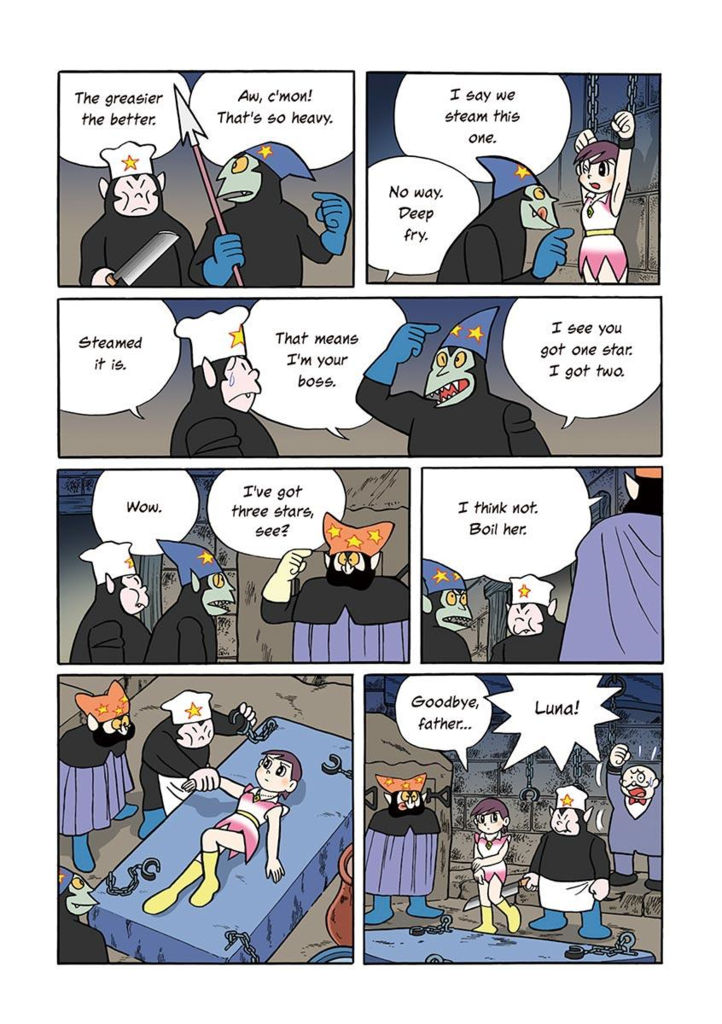 I say we
steam this
one.
No way.
Deep
fry.
Aw, c'mon!
That's so heavy.
The greasier
the better.
I see you
got one star.
I got two.
That means
I'm your
boss.
Steamed
it is.
I think not.
Boil her.
I've got
three stars,
see?
Wow.
Luna!
Goodbye,
father...